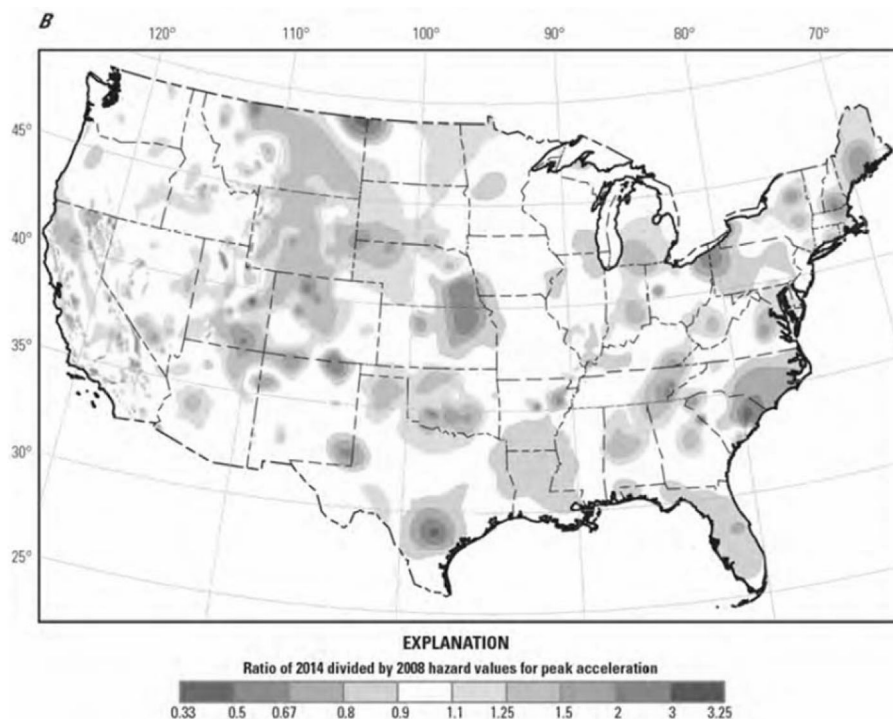 B
120° 110° 100° 90° 80° 70°
45°
40°
35°
30°
25°
EXPLANATION
Ratio of 2014 divided by 2008 hazard values for peak acceleration
0.33 0.5 0.67 0.8 0.9 1.1 1.25 1.5 2 3 3.25